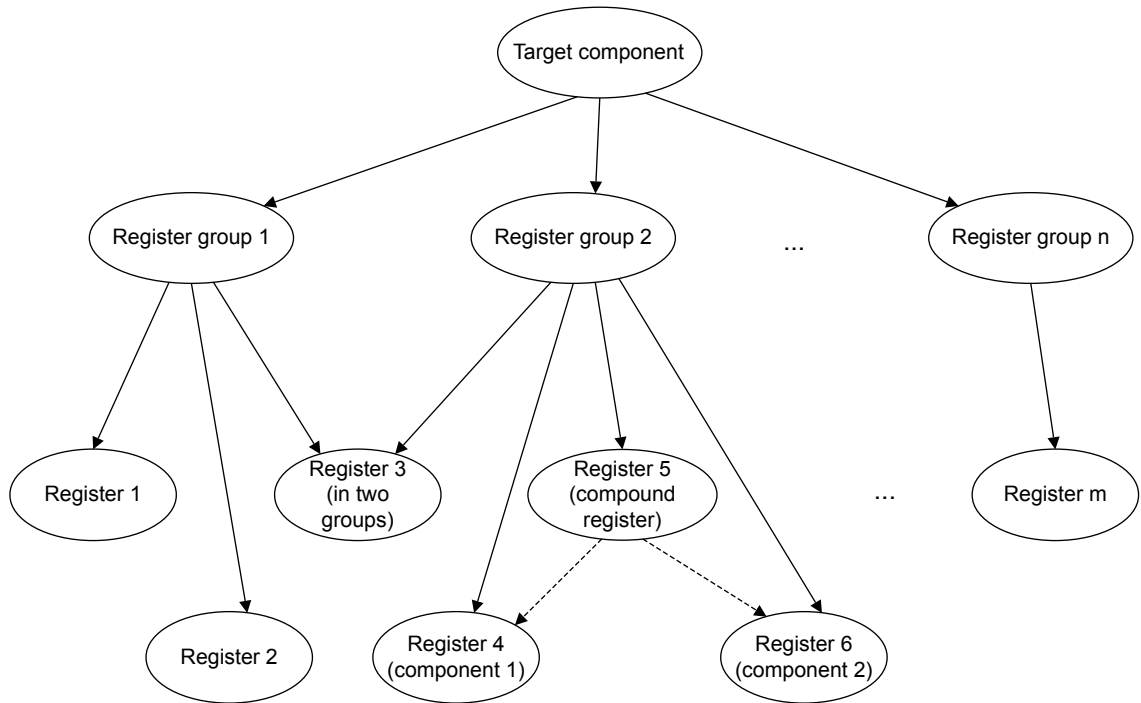 Target component
Register group 1
Register group 2
...
Register group n
Register 1
Register 3
(in two
groups)
Register 5
(compound
register)
...
Register m
Register 2
Register 4
(component 1)
Register 6
(component 2)